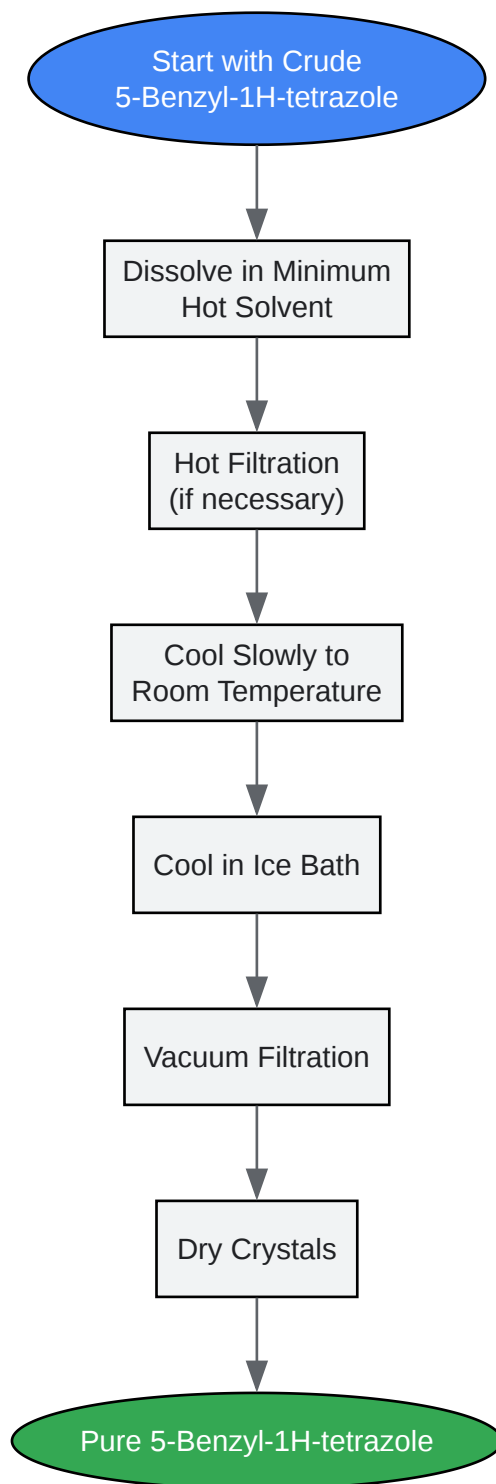 Start with Crude
5-Benzyl-1H-tetrazole
Dissolve in Minimum
Hot Solvent
Hot Filtration
(if necessary)
Cool Slowly to
Room Temperature
Cool in Ice Bath
Vacuum Filtration
Dry Crystals
Pure 5-Benzyl-1H-tetrazole